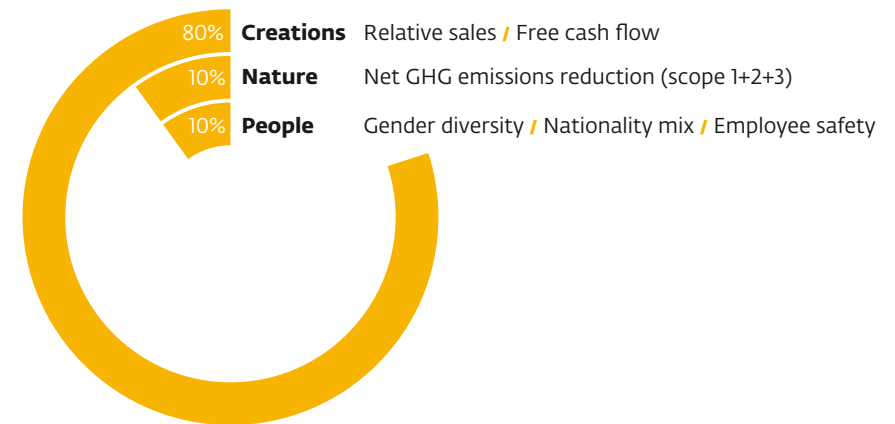 80% Creations Relative sales / Free cash flow
10% Nature Net GHG emissions reduction (scope 1+2+3)
10% People Gender diversity / Nationality mix / Employee safety